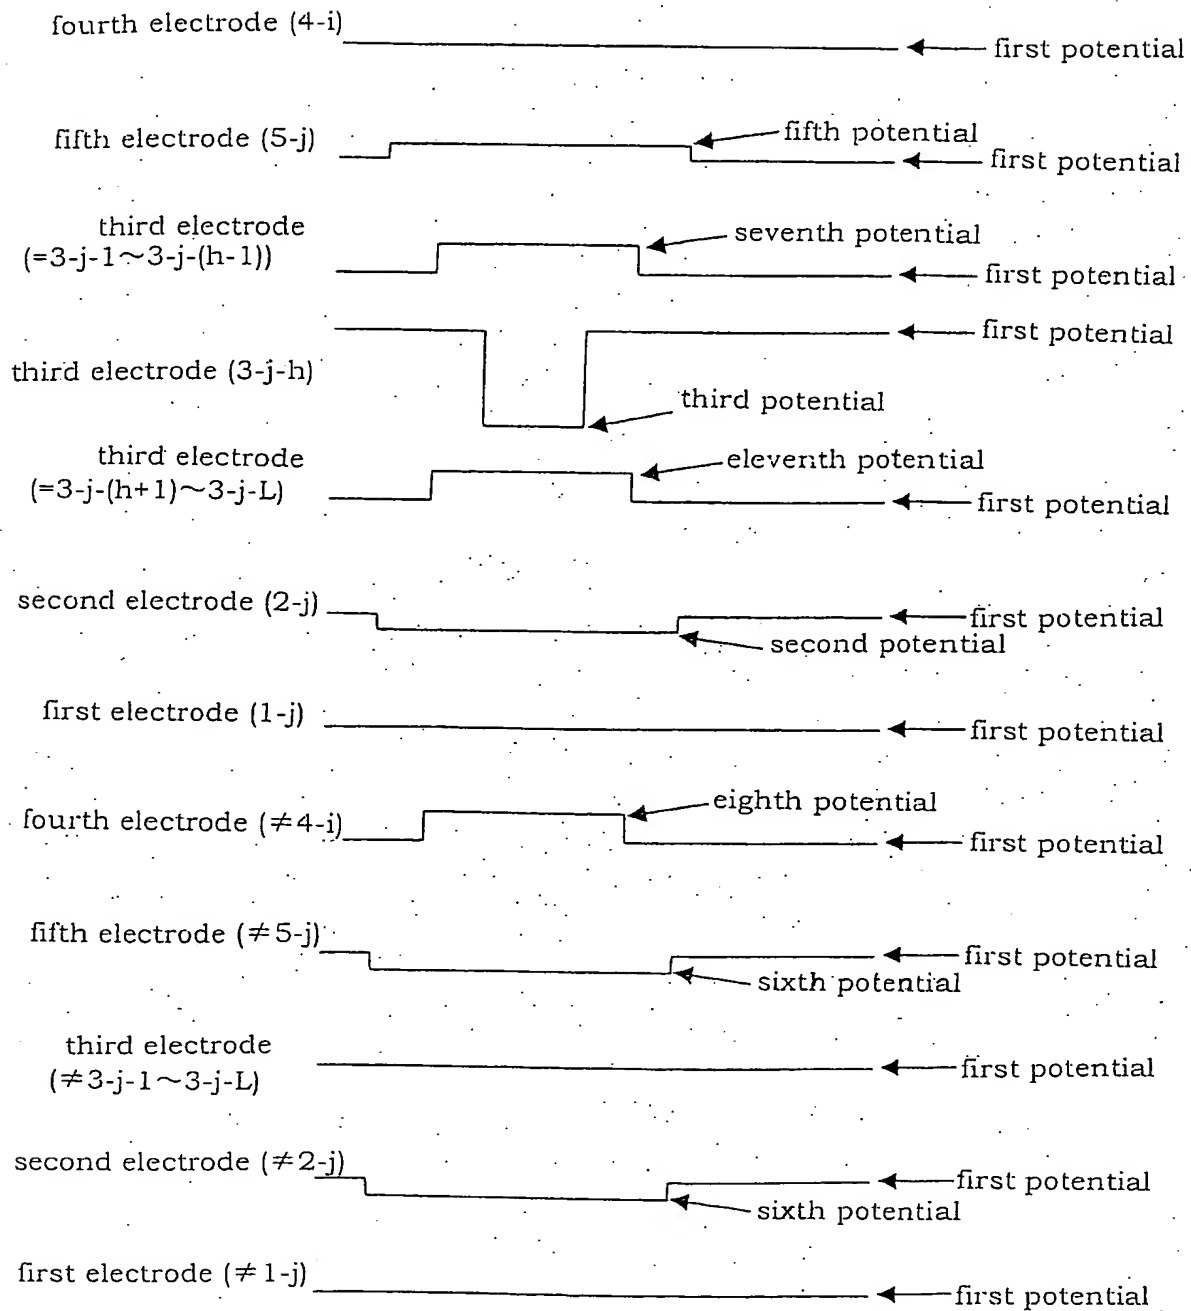 fourth electrode (4-i)
first potential
fifth electrode (5-j)
fifth potential
first potential
third electrode
(=3-j-1～3-j-(h-1))
seventh potential
first potential
first potential
third electrode (3-j-h)
third potential
third electrode
(=3-j-(h+1)～3-j-L)
eleventh potential
first potential
second electrode (2-j)
first potential
second potential
first electrode (1-j)
first potential
eighth potential
fourth electrode (≠4-i)
first potential
fifth electrode (≠5-j)
first potential
sixth potential
third electrode
(≠3-j-1～3-j-L)
first potential
second electrode (≠2-j)
first potential
sixth potential
first electrode (≠1-j)
first potential